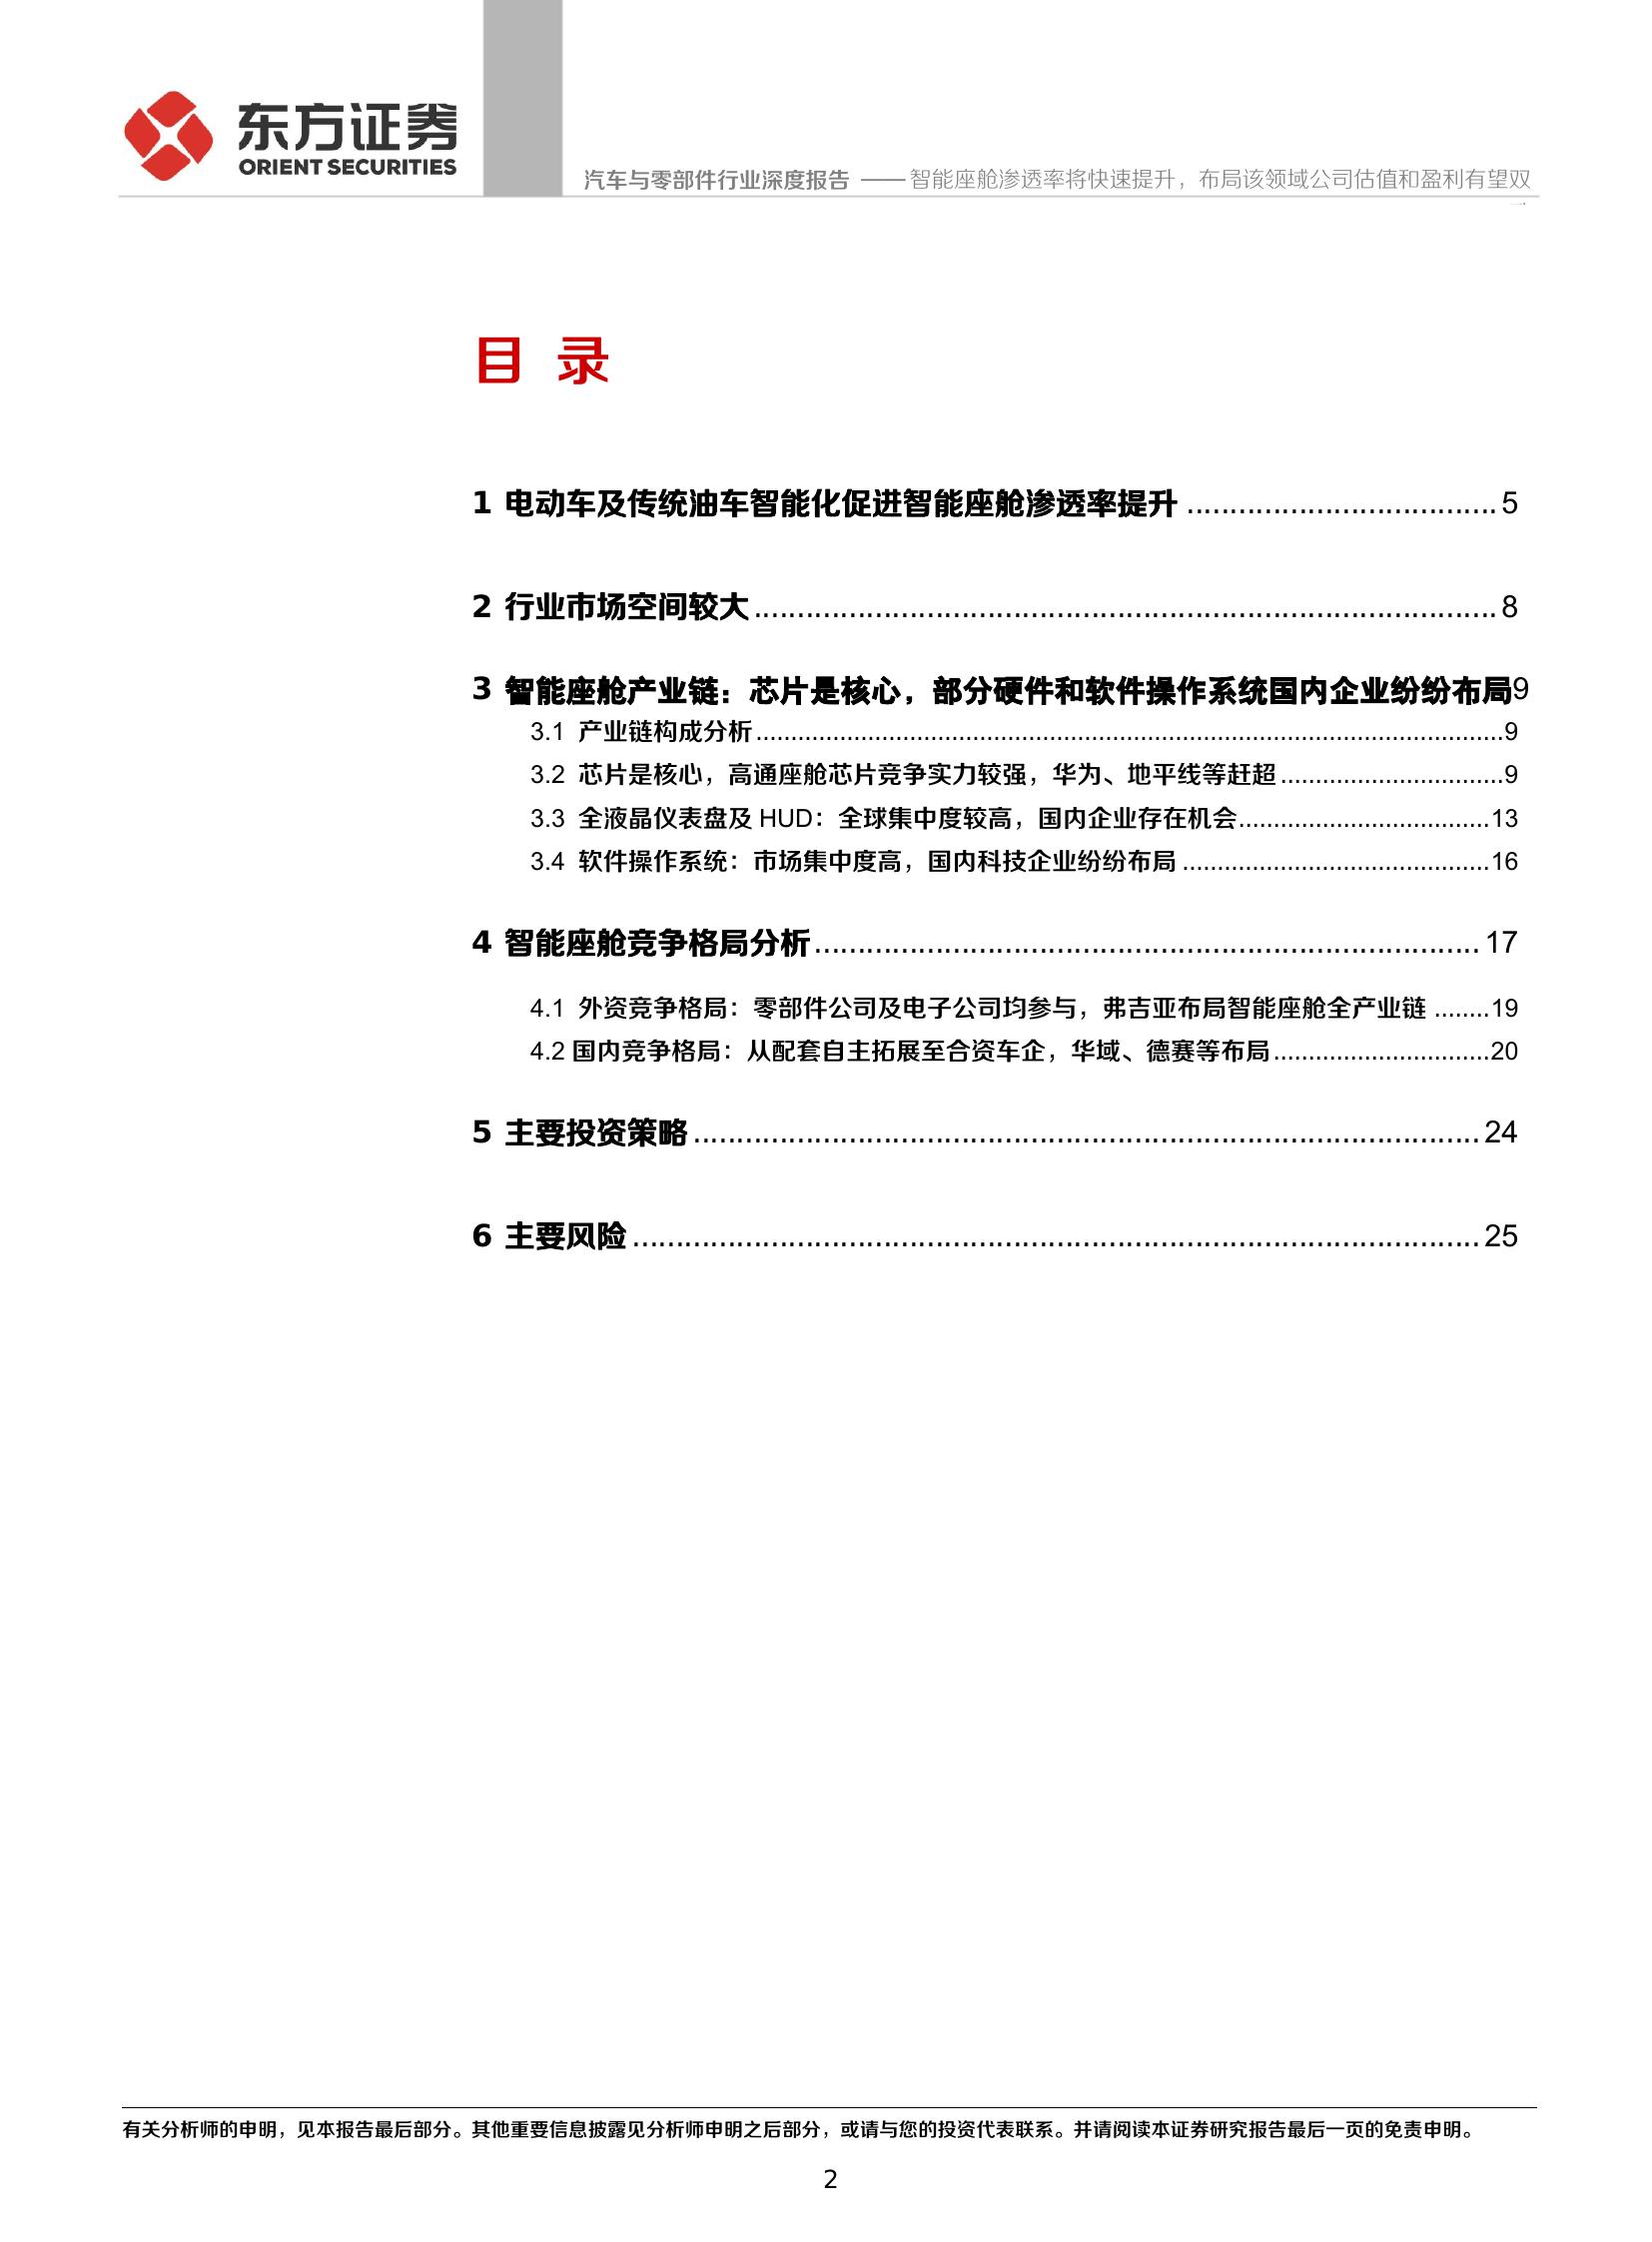 东方证券
ORIENT SECURITIES
汽车与零部件行业深度报告 —— 智能座舱渗透率将快速提升，布局该领域公司估值和盈利有望双
目 录
1 电动车及传统油车智能化促进智能座舱渗透率提升 .................................... 5
2 行业市场空间较大 ...................................................................................... 8
3 智能座舱产业链：芯片是核心，部分硬件和软件操作系统国内企业纷纷布局9
3.1 产业链构成分析 ...........................................................................................................9
3.2 芯片是核心，高通座舱芯片竞争实力较强，华为、地平线等赶超 ................................9
3.3 全液晶仪表盘及 HUD：全球集中度较高，国内企业存在机会....................................13
3.4 软件操作系统：市场集中度高，国内科技企业纷纷布局 ............................................16
4 智能座舱竞争格局分析............................................................................. 17
4.1 外资竞争格局：零部件公司及电子公司均参与，弗吉亚布局智能座舱全产业链 ........19
4.2 国内竞争格局：从配套自主拓展至合资车企，华域、德赛等布局...............................20
5 主要投资策略 ........................................................................................... 24
6 主要风险 .................................................................................................. 25
有关分析师的申明，见本报告最后部分。其他重要信息披露见分析师申明之后部分，或请与您的投资代表联系。并请阅读本证券研究报告最后一页的免责申明。
2